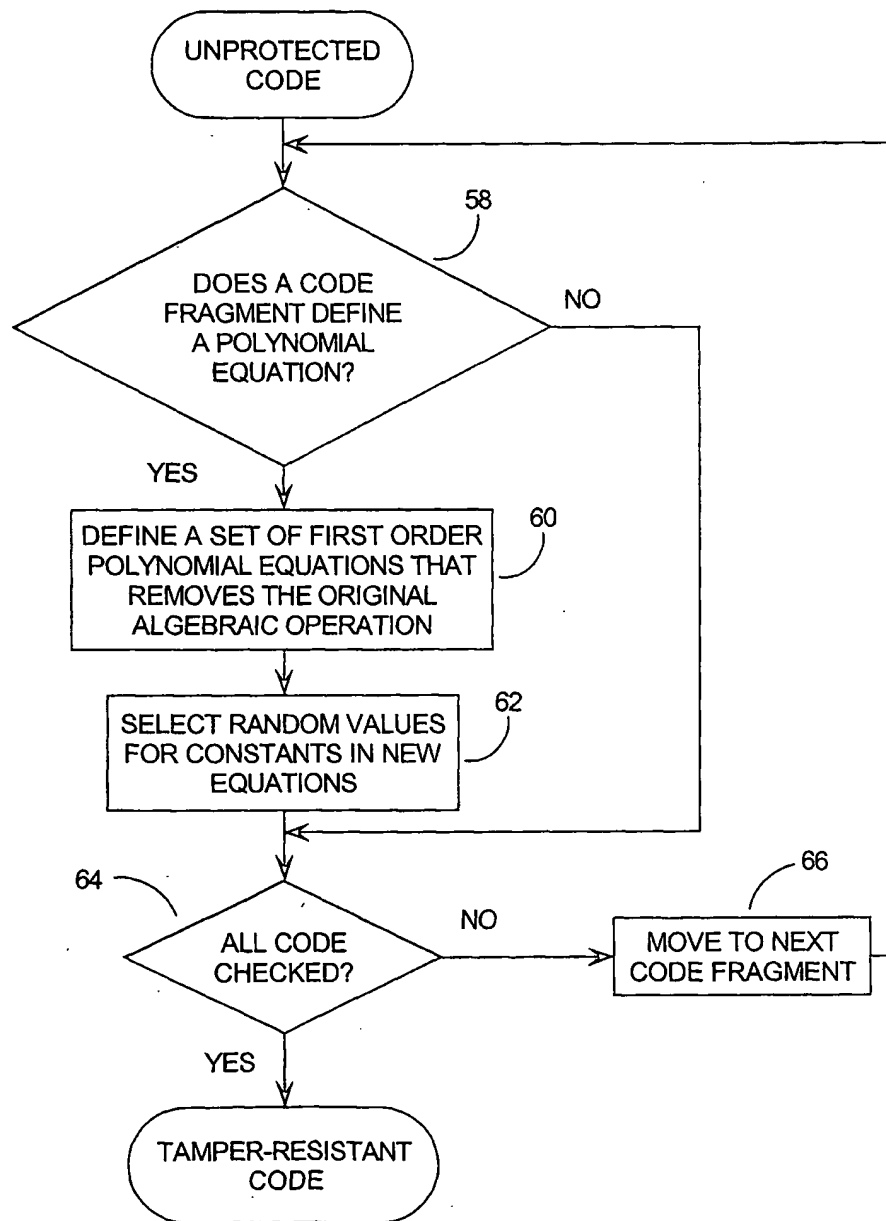 UNPROTECTED
CODE
58
DOES A CODE
FRAGMENT DEFINE
A POLYNOMIAL
EQUATION?
NO
YES
60
DEFINE A SET OF FIRST ORDER
POLYNOMIAL EQUATIONS THAT
REMOVES THE ORIGINAL
ALGEBRAIC OPERATION
62
SELECT RANDOM VALUES
FOR CONSTANTS IN NEW
EQUATIONS
64
ALL CODE
CHECKED?
NO
66
MOVE TO NEXT
CODE FRAGMENT
YES
TAMPER-RESISTANT
CODE